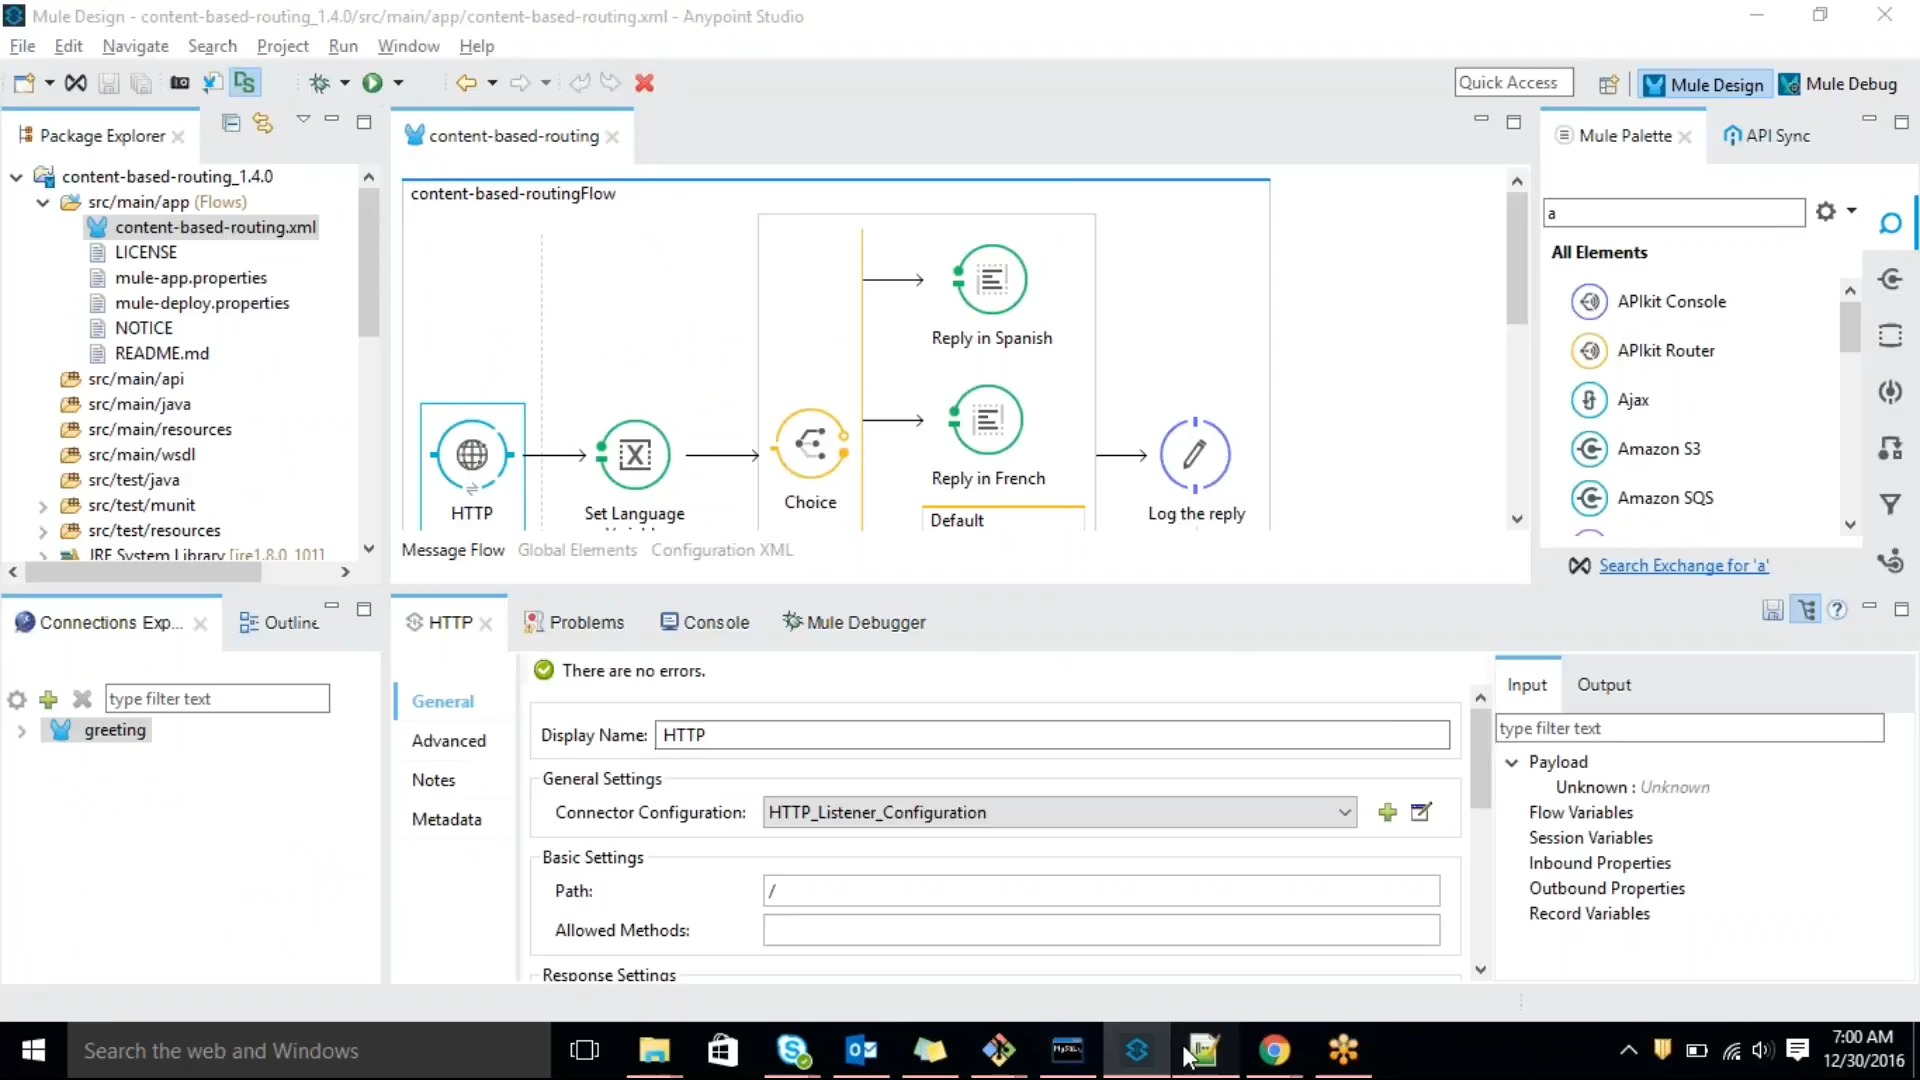 Mule Design - content-based-routing_1.4.0/src/main/app/content-based-routing.xml - Anypoint Studio
File Edit Navigate Search Project Run Window Help
Quick Access
Mule Design
Mule Debug
Package Explorer
content-based-routing_1.4.0
src/main/app (Flows)
content-based-routing.xml
LICENSE
mule-app.properties
mule-deploy.properties
NOTICE
README.md
src/main/api
src/main/java
src/main/resources
src/main/wsdl
src/test/java
src/test/munit
src/test/resources
JRE System Library [jre1.8.0_101]
content-based-routing
content-based-routingFlow
Reply in Spanish
Reply in French
Default
HTTP
Set Language
Choice
Log the reply
Message Flow Global Elements Configuration XML
Mule Palette
API Sync
a
All Elements
APIkit Console
APIkit Router
Ajax
Amazon S3
Amazon SQS
Search Exchange for 'a'
Connections Exp...
Outline
type filter text
greeting
HTTP
Problems
Console
Mule Debugger
There are no errors.
General
Advanced
Notes
Metadata
Display Name: HTTP
General Settings
Connector Configuration: HTTP_Listener_Configuration
Basic Settings
Path: /
Allowed Methods:
Response Settings
Input
Output
type filter text
Payload
Unknown : Unknown
Flow Variables
Session Variables
Inbound Properties
Outbound Properties
Record Variables
Search the web and Windows
MySQL
7:00 AM
12/30/2016